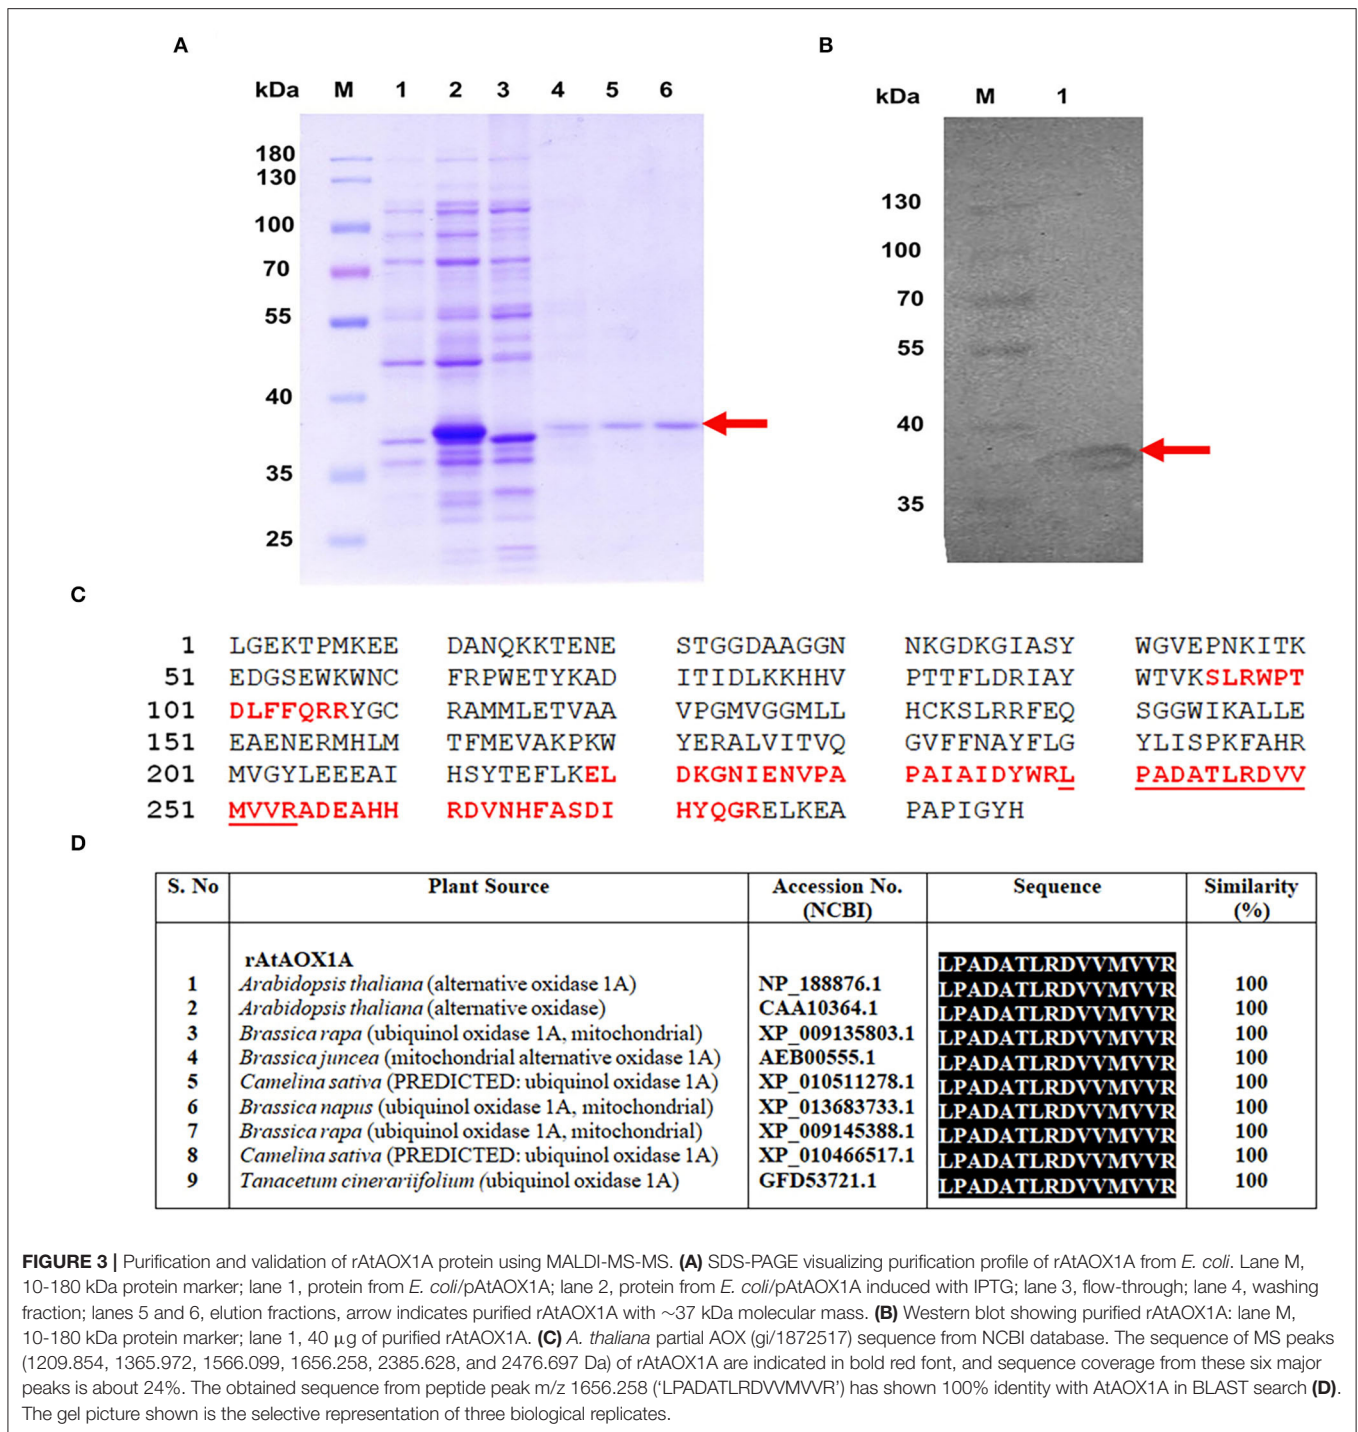 A
kDa M 1 2 3 4 5 6
180
130
100
70
55
40
35
25
B
kDa M 1
130
100
70
55
40
35
C
1 LGEKTPMKEE DANQKKTENE STGGDAAGGN NKGDKGIASY WGVEPNKITK
51 EDGSEWKWNC FRPWETYKAD ITIDLKKHHV PTTFLDRIAY WTVKSLRWPT
101 DLFFQRRYGC RAMMLETVAA VPGMVGGMLL HCKSLRRFEQ SGGWIKALLE
151 EAENERMHLM TFMEVAKPKW YERALVITVQ GVFFNAYFLG YLISPKFAHR
201 MVGYLEEEAI HSYTEFLKEL DKGNIENVPA PAIAIDYWRL PADATLRDVV
251 MVVRADEAHH RDVNHFASDI HYQGRELKEA PAPIGYH
D
S. No Plant Source Accession No. (NCBI) Sequence Similarity (%)
rAtAOX1A LPADATLRDVVMVVR
1 Arabidopsis thaliana (alternative oxidase 1A) NP_188876.1 LPADATLRDVVMVVR 100
2 Arabidopsis thaliana (alternative oxidase) CAA10364.1 LPADATLRDVVMVVR 100
3 Brassica rapa (ubiquinol oxidase 1A, mitochondrial) XP_009135803.1 LPADATLRDVVMVVR 100
4 Brassica juncea (mitochondrial alternative oxidase 1A) AEB00555.1 LPADATLRDVVMVVR 100
5 Camelina sativa (PREDICTED: ubiquinol oxidase 1A) XP_010511278.1 LPADATLRDVVMVVR 100
6 Brassica napus (ubiquinol oxidase 1A, mitochondrial) XP_013683733.1 LPADATLRDVVMVVR 100
7 Brassica rapa (ubiquinol oxidase 1A, mitochondrial) XP_009145388.1 LPADATLRDVVMVVR 100
8 Camelina sativa (PREDICTED: ubiquinol oxidase 1A) XP_010466517.1 LPADATLRDVVMVVR 100
9 Tanacetum cinerariifolium (ubiquinol oxidase 1A) GFD53721.1 LPADATLRDVVMVVR 100
FIGURE 3 | Purification and validation of rAtAOX1A protein using MALDI-MS-MS. (A) SDS-PAGE visualizing purification profile of rAtAOX1A from E. coli. Lane M,
10-180 kDa protein marker; lane 1, protein from E. coli/pAtAOX1A; lane 2, protein from E. coli/pAtAOX1A induced with IPTG; lane 3, flow-through; lane 4, washing
fraction; lanes 5 and 6, elution fractions, arrow indicates purified rAtAOX1A with ∼37 kDa molecular mass. (B) Western blot showing purified rAtAOX1A: lane M,
10-180 kDa protein marker; lane 1, 40 μg of purified rAtAOX1A. (C) A. thaliana partial AOX (gi/1872517) sequence from NCBI database. The sequence of MS peaks
(1209.854, 1365.972, 1566.099, 1656.258, 2385.628, and 2476.697 Da) of rAtAOX1A are indicated in bold red font, and sequence coverage from these six major
peaks is about 24%. The obtained sequence from peptide peak m/z 1656.258 (‘LPADATLRDVVMVVR’) has shown 100% identity with AtAOX1A in BLAST search (D).
The gel picture shown is the selective representation of three biological replicates.